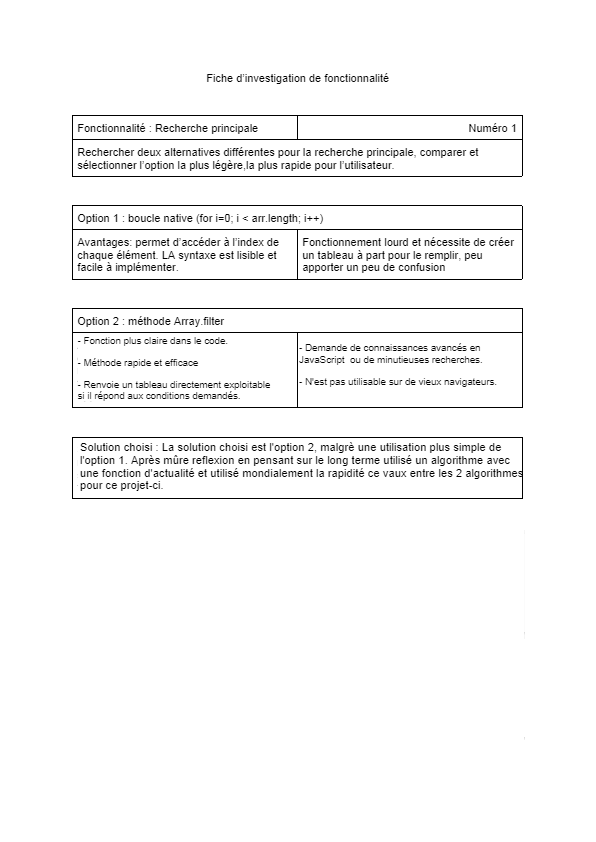 Fiche d'investigation de fonctionnalité
Fonctionnalité : Recherche principale
Numéro 1
Rechercher deux alternatives différentes pour la recherche principale, comparer et
sélectionner l'option la plus légère,la plus rapide pour l'utilisateur.
Option 1 : boucle native (for i=0; i < arr.length; i++)
Avantages: permet d'accéder à l'index de
chaque élément. LA syntaxe est lisible et
facile à implémenter.
Fonctionnement lourd et nécessite de créer
un tableau à part pour le remplir, peu
apporter un peu de confusion
Option 2 : méthode Array.filter
- Fonction plus claire dans le code.
- Méthode rapide et efficace
- Renvoie un tableau directement exploitable
si il répond aux conditions demandés.
- Demande de connaissances avancés en
JavaScript ou de minutieuses recherches.
- N'est pas utilisable sur de vieux navigateurs.
Solution choisi : La solution choisi est l'option 2, malgrè une utilisation plus simple de
l'option 1. Après mûre reflexion en pensant sur le long terme utilisé un algorithme avec
une fonction d'actualité et utilisé mondialement la rapidité ce vaux entre les 2 algorithmes
pour ce projet-ci.